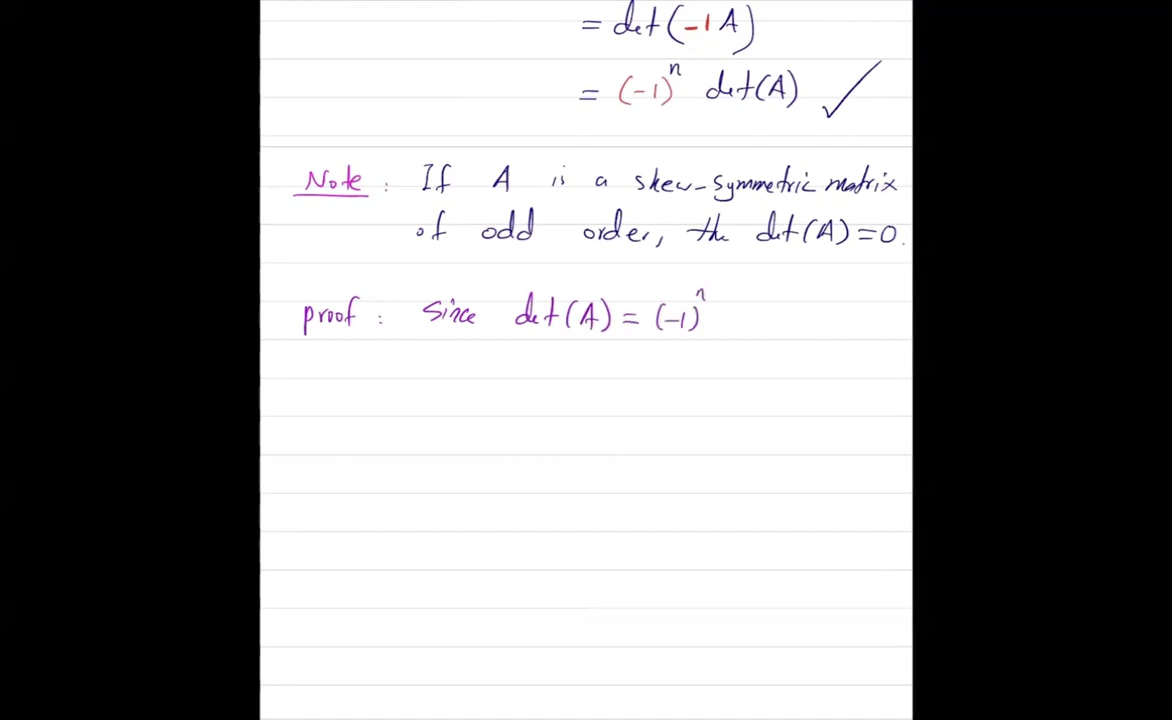 = det(-1A)
= (-1)^n det(A) ✓
Note : If A is a skew-symmetric matrix
of odd order, the det(A)=0.
proof : since det(A) = (-1)^n